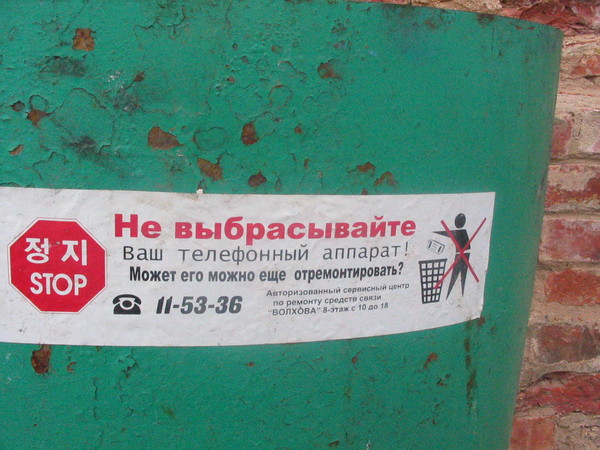 정지
STOP
Не выбрасывайте
Ваш телефонный аппарат!
Может его можно еще отремонтировать?
11-53-36
Авторизованный сервисный центр
по ремонту средств связи
"ВОЛХОВА" 8-этаж с 10 до 18